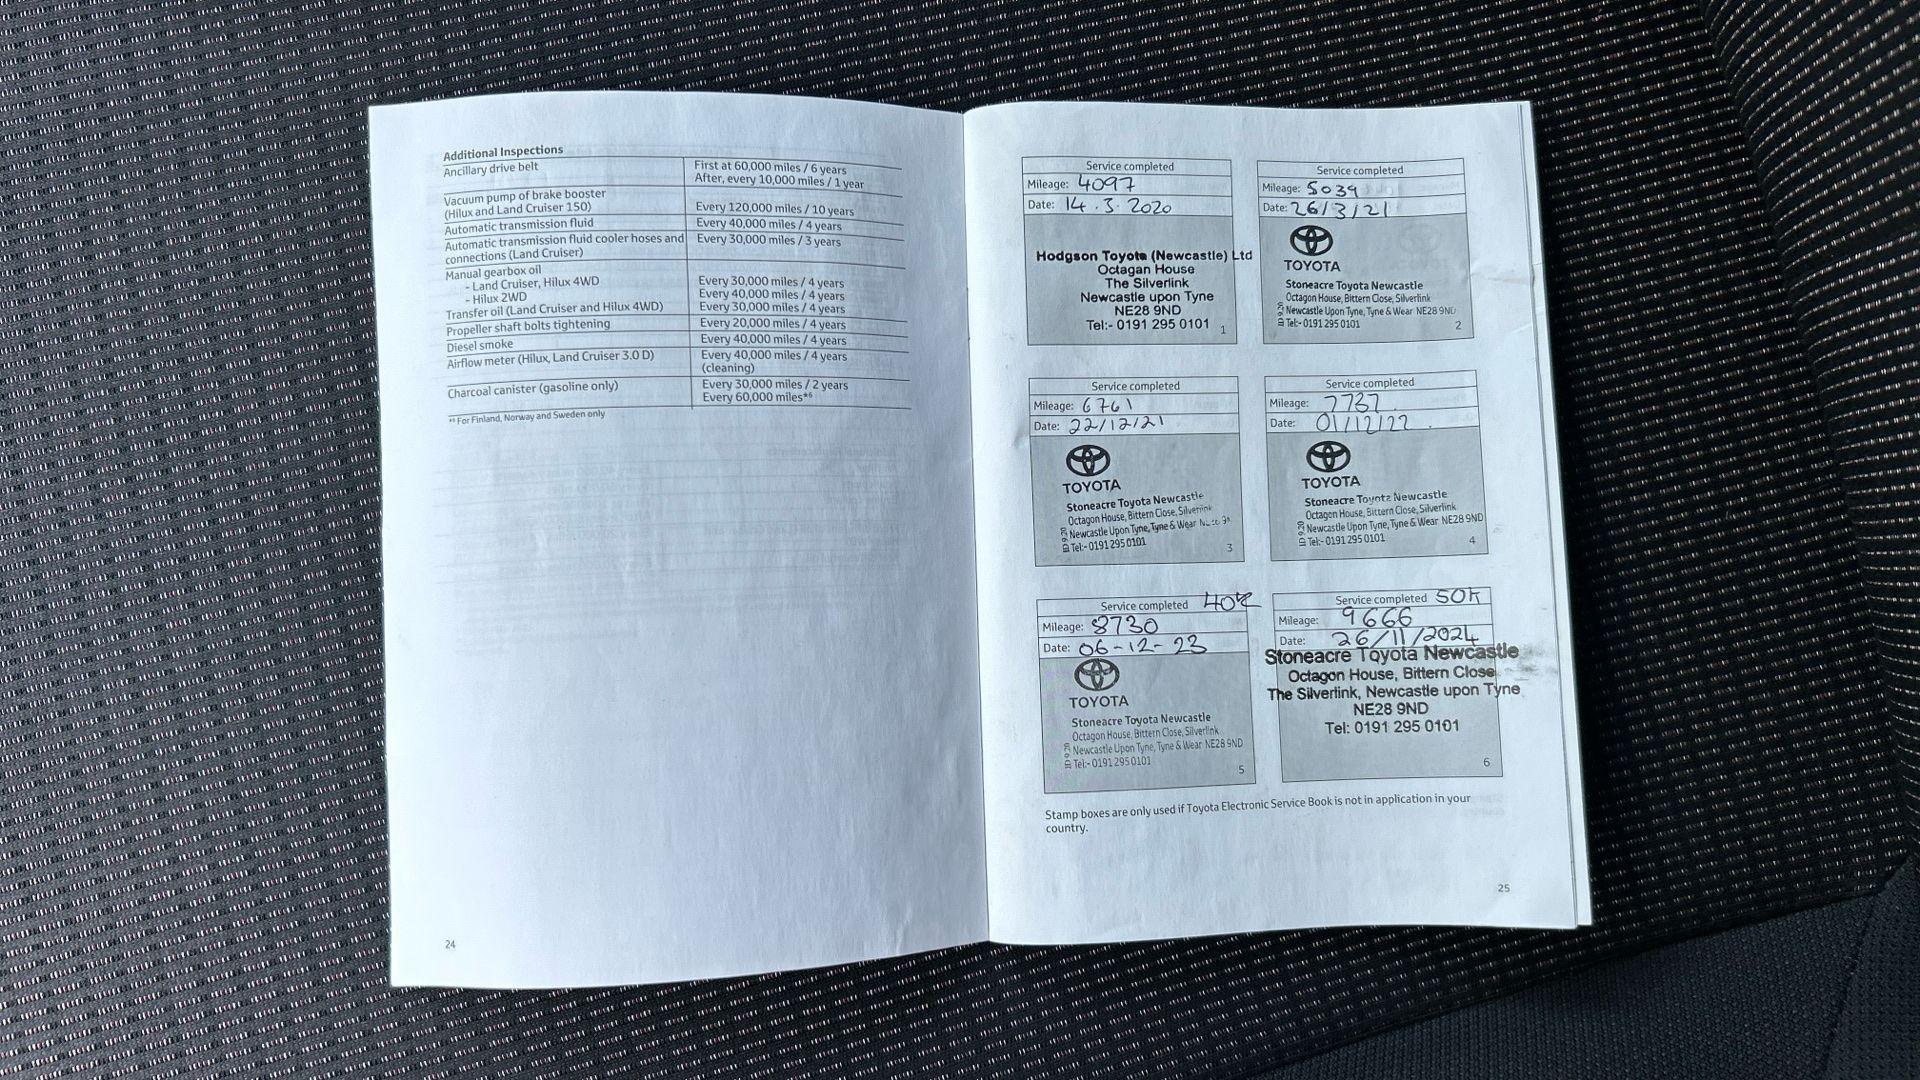 Additional Inspections
Ancillary drive belt First at 60,000 miles / 6 years
After, every 10,000 miles / 1 year
Vacuum pump of brake booster
(Hilux and Land Cruiser 150) Every 120,000 miles / 10 years
Automatic transmission fluid Every 40,000 miles / 4 years
Automatic transmission fluid cooler hoses and Every 30,000 miles / 3 years
connections (Land Cruiser)
Manual gearbox oil
- Land Cruiser, Hilux 4WD Every 30,000 miles / 4 years
- Hilux 2WD Every 40,000 miles / 4 years
Transfer oil (Land Cruiser and Hilux 4WD) Every 30,000 miles / 4 years
Propeller shaft bolts tightening Every 20,000 miles / 4 years
Diesel smoke Every 40,000 miles / 4 years
Airflow meter (Hilux, Land Cruiser 3.0 D) Every 40,000 miles / 4 years
(cleaning)
Charcoal canister (gasoline only) Every 30,000 miles / 2 years
Every 60,000 miles*⁶
*⁶ For Finland, Norway and Sweden only
24
Service completed
Mileage: 4097
Date: 14.3.2020
Hodgson Toyota (Newcastle) Ltd
Octagan House
The Silverlink
Newcastle upon Tyne
NE28 9ND
Tel:- 0191 295 0101
1
Service completed
Mileage: 5039
Date: 26/3/21
TOYOTA
Stoneacre Toyota Newcastle
Octagon House, Bittern Close, Silverlink
Newcastle Upon Tyne, Tyne & Wear NE28 9ND
Tel:- 0191 295 0101
2
Service completed
Mileage: 6761
Date: 22/12/21
TOYOTA
Stoneacre Toyota Newcastle
Octagon House, Bittern Close, Silverlink
Newcastle Upon Tyne, Tyne & Wear
Tel:- 0191 295 0101
3
Service completed
Mileage: 7737
Date: 01/12/22
TOYOTA
Stoneacre Toyota Newcastle
Octagon House, Bittern Close, Silverlink
Newcastle Upon Tyne, Tyne & Wear NE28 9ND
Tel:- 0191 295 0101
4
Service completed 40K
Mileage: 8730
Date: 06-12-23
TOYOTA
Stoneacre Toyota Newcastle
Octagon House, Bittern Close, Silverlink
Newcastle Upon Tyne, Tyne & Wear NE28 9ND
Tel:- 0191 295 0101
5
Service completed 50K
Mileage: 9666
Date: 26/11/2024
Stoneacre Toyota Newcastle
Octagon House, Bittern Close,
The Silverlink, Newcastle upon Tyne,
NE28 9ND
Tel: 0191 295 0101
6
Stamp boxes are only used if Toyota Electronic Service Book is not in application in your
country.
25